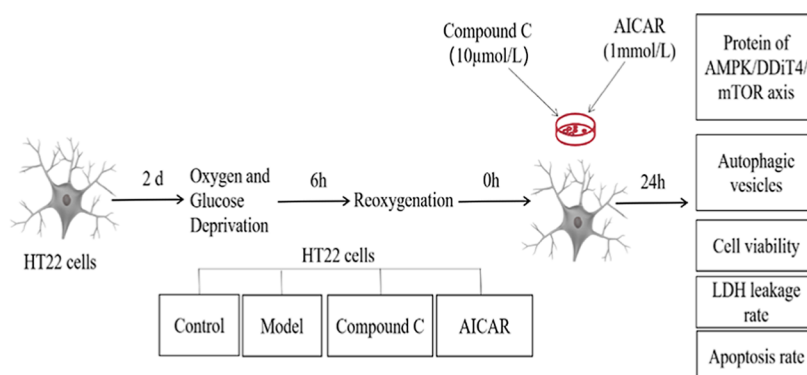 Compound C
(10μmol/L)
AICAR
(1mmol/L)
Protein of
AMPK/DDiT4/
mTOR axis
2 d
Oxygen and
Glucose
Deprivation
6h
Reoxygenation
0h
24h
Autophagic
vesicles
HT22 cells
Cell viability
HT22 cells
LDH leakage
rate
Control
Model
Compound C
AICAR
Apoptosis rate